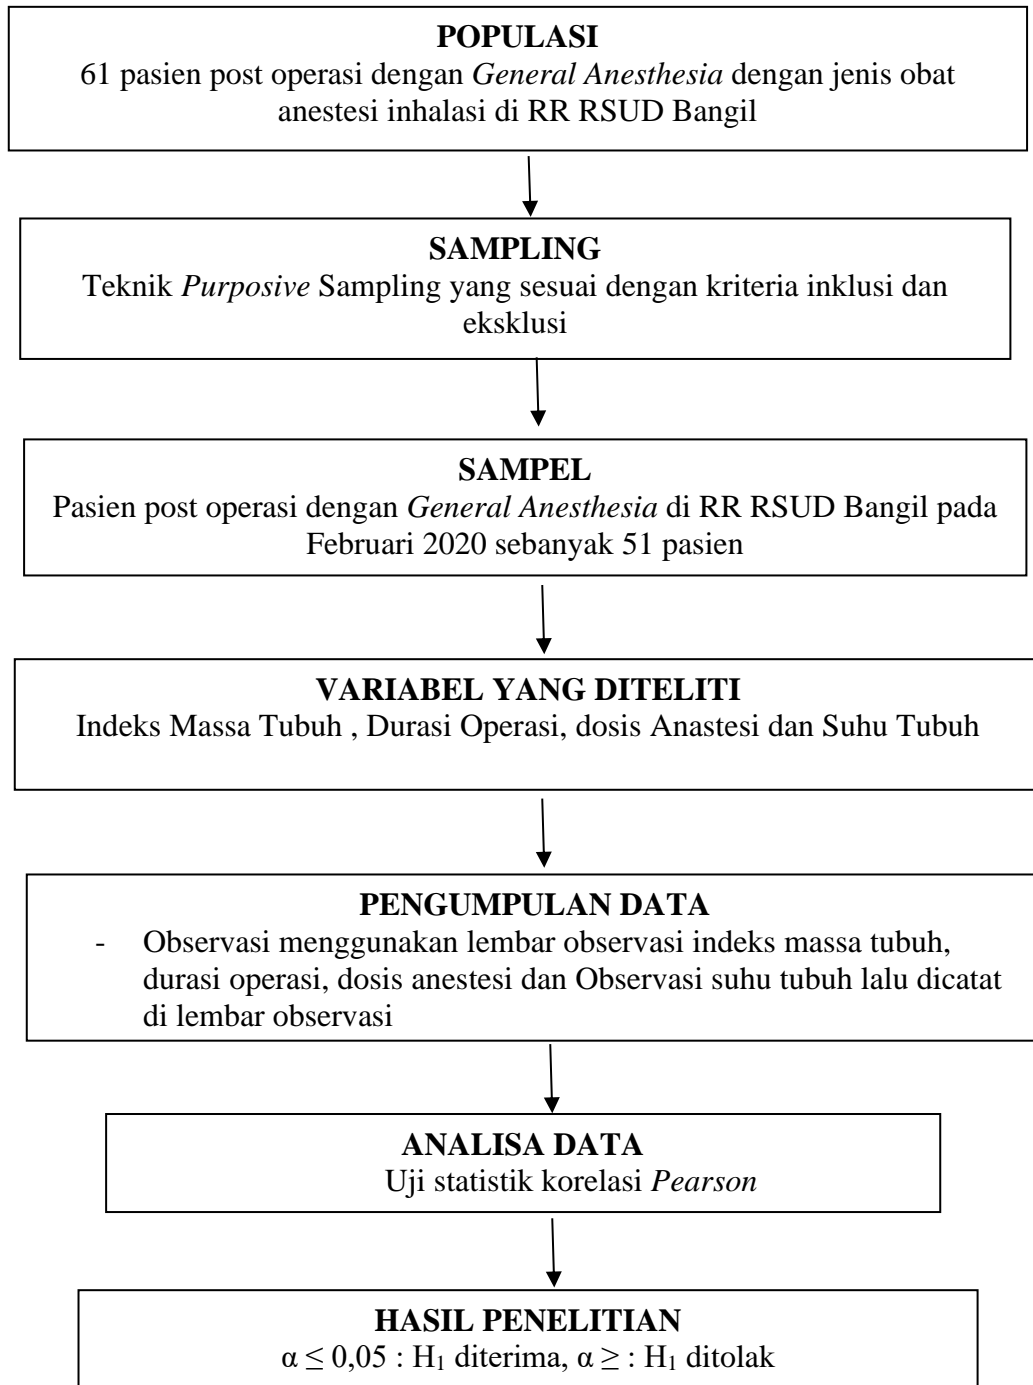 POPULASI
61 pasien post operasi dengan General Anesthesia dengan jenis obat
anestesi inhalasi di RR RSUD Bangil
SAMPLING
Teknik Purposive Sampling yang sesuai dengan kriteria inklusi dan
eksklusi
SAMPEL
Pasien post operasi dengan General Anesthesia di RR RSUD Bangil pada
Februari 2020 sebanyak 51 pasien
VARIABEL YANG DITELITI
Indeks Massa Tubuh , Durasi Operasi, dosis Anastesi dan Suhu Tubuh
PENGUMPULAN DATA
- Observasi menggunakan lembar observasi indeks massa tubuh,
durasi operasi, dosis anestesi dan Observasi suhu tubuh lalu dicatat
di lembar observasi
ANALISA DATA
Uji statistik korelasi Pearson
HASIL PENELITIAN
α ≤ 0,05 : H₁ diterima, α ≥ : H₁ ditolak